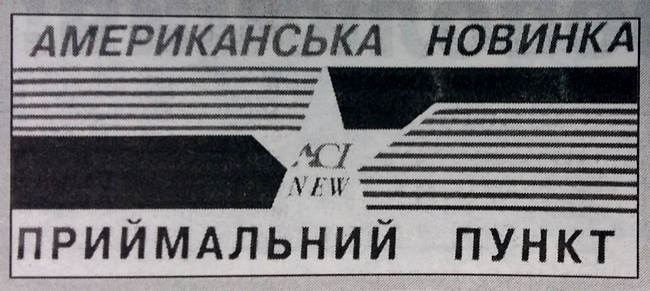 АМЕРИКАНСЬКА НОВИНКА
ACI
NEW
ПРИЙМАЛЬНИЙ ПУНКТ